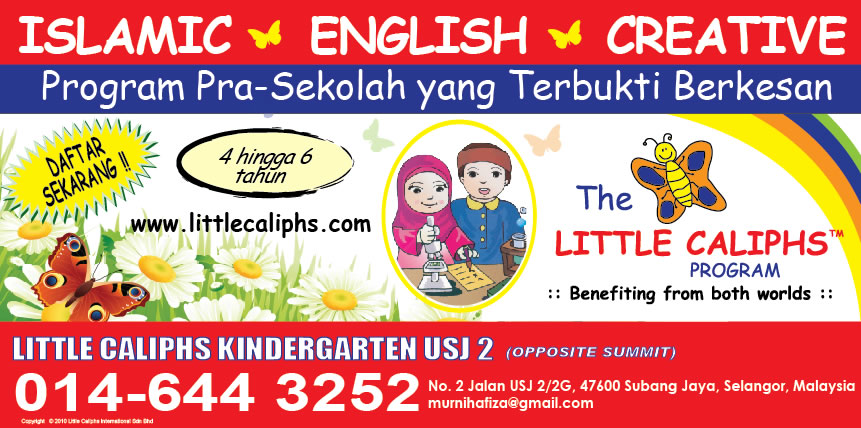 ISLAMIC ENGLISH CREATIVE
Program Pra-Sekolah yang Terbukti Berkesan
DAFTAR
SEKARANG !!
4 hingga 6
tahun
www.littlecaliphs.com
The
LITTLE CALIPHS™
PROGRAM
:: Benefiting from both worlds ::
LITTLE CALIPHS KINDERGARTEN USJ 2 (OPPOSITE SUMMIT)
014-644 3252
No. 2 Jalan USJ 2/2G, 47600 Subang Jaya, Selangor, Malaysia
murnihafiza@gmail.com
Copyright © 2010 Little Caliphs International Sdn Bhd